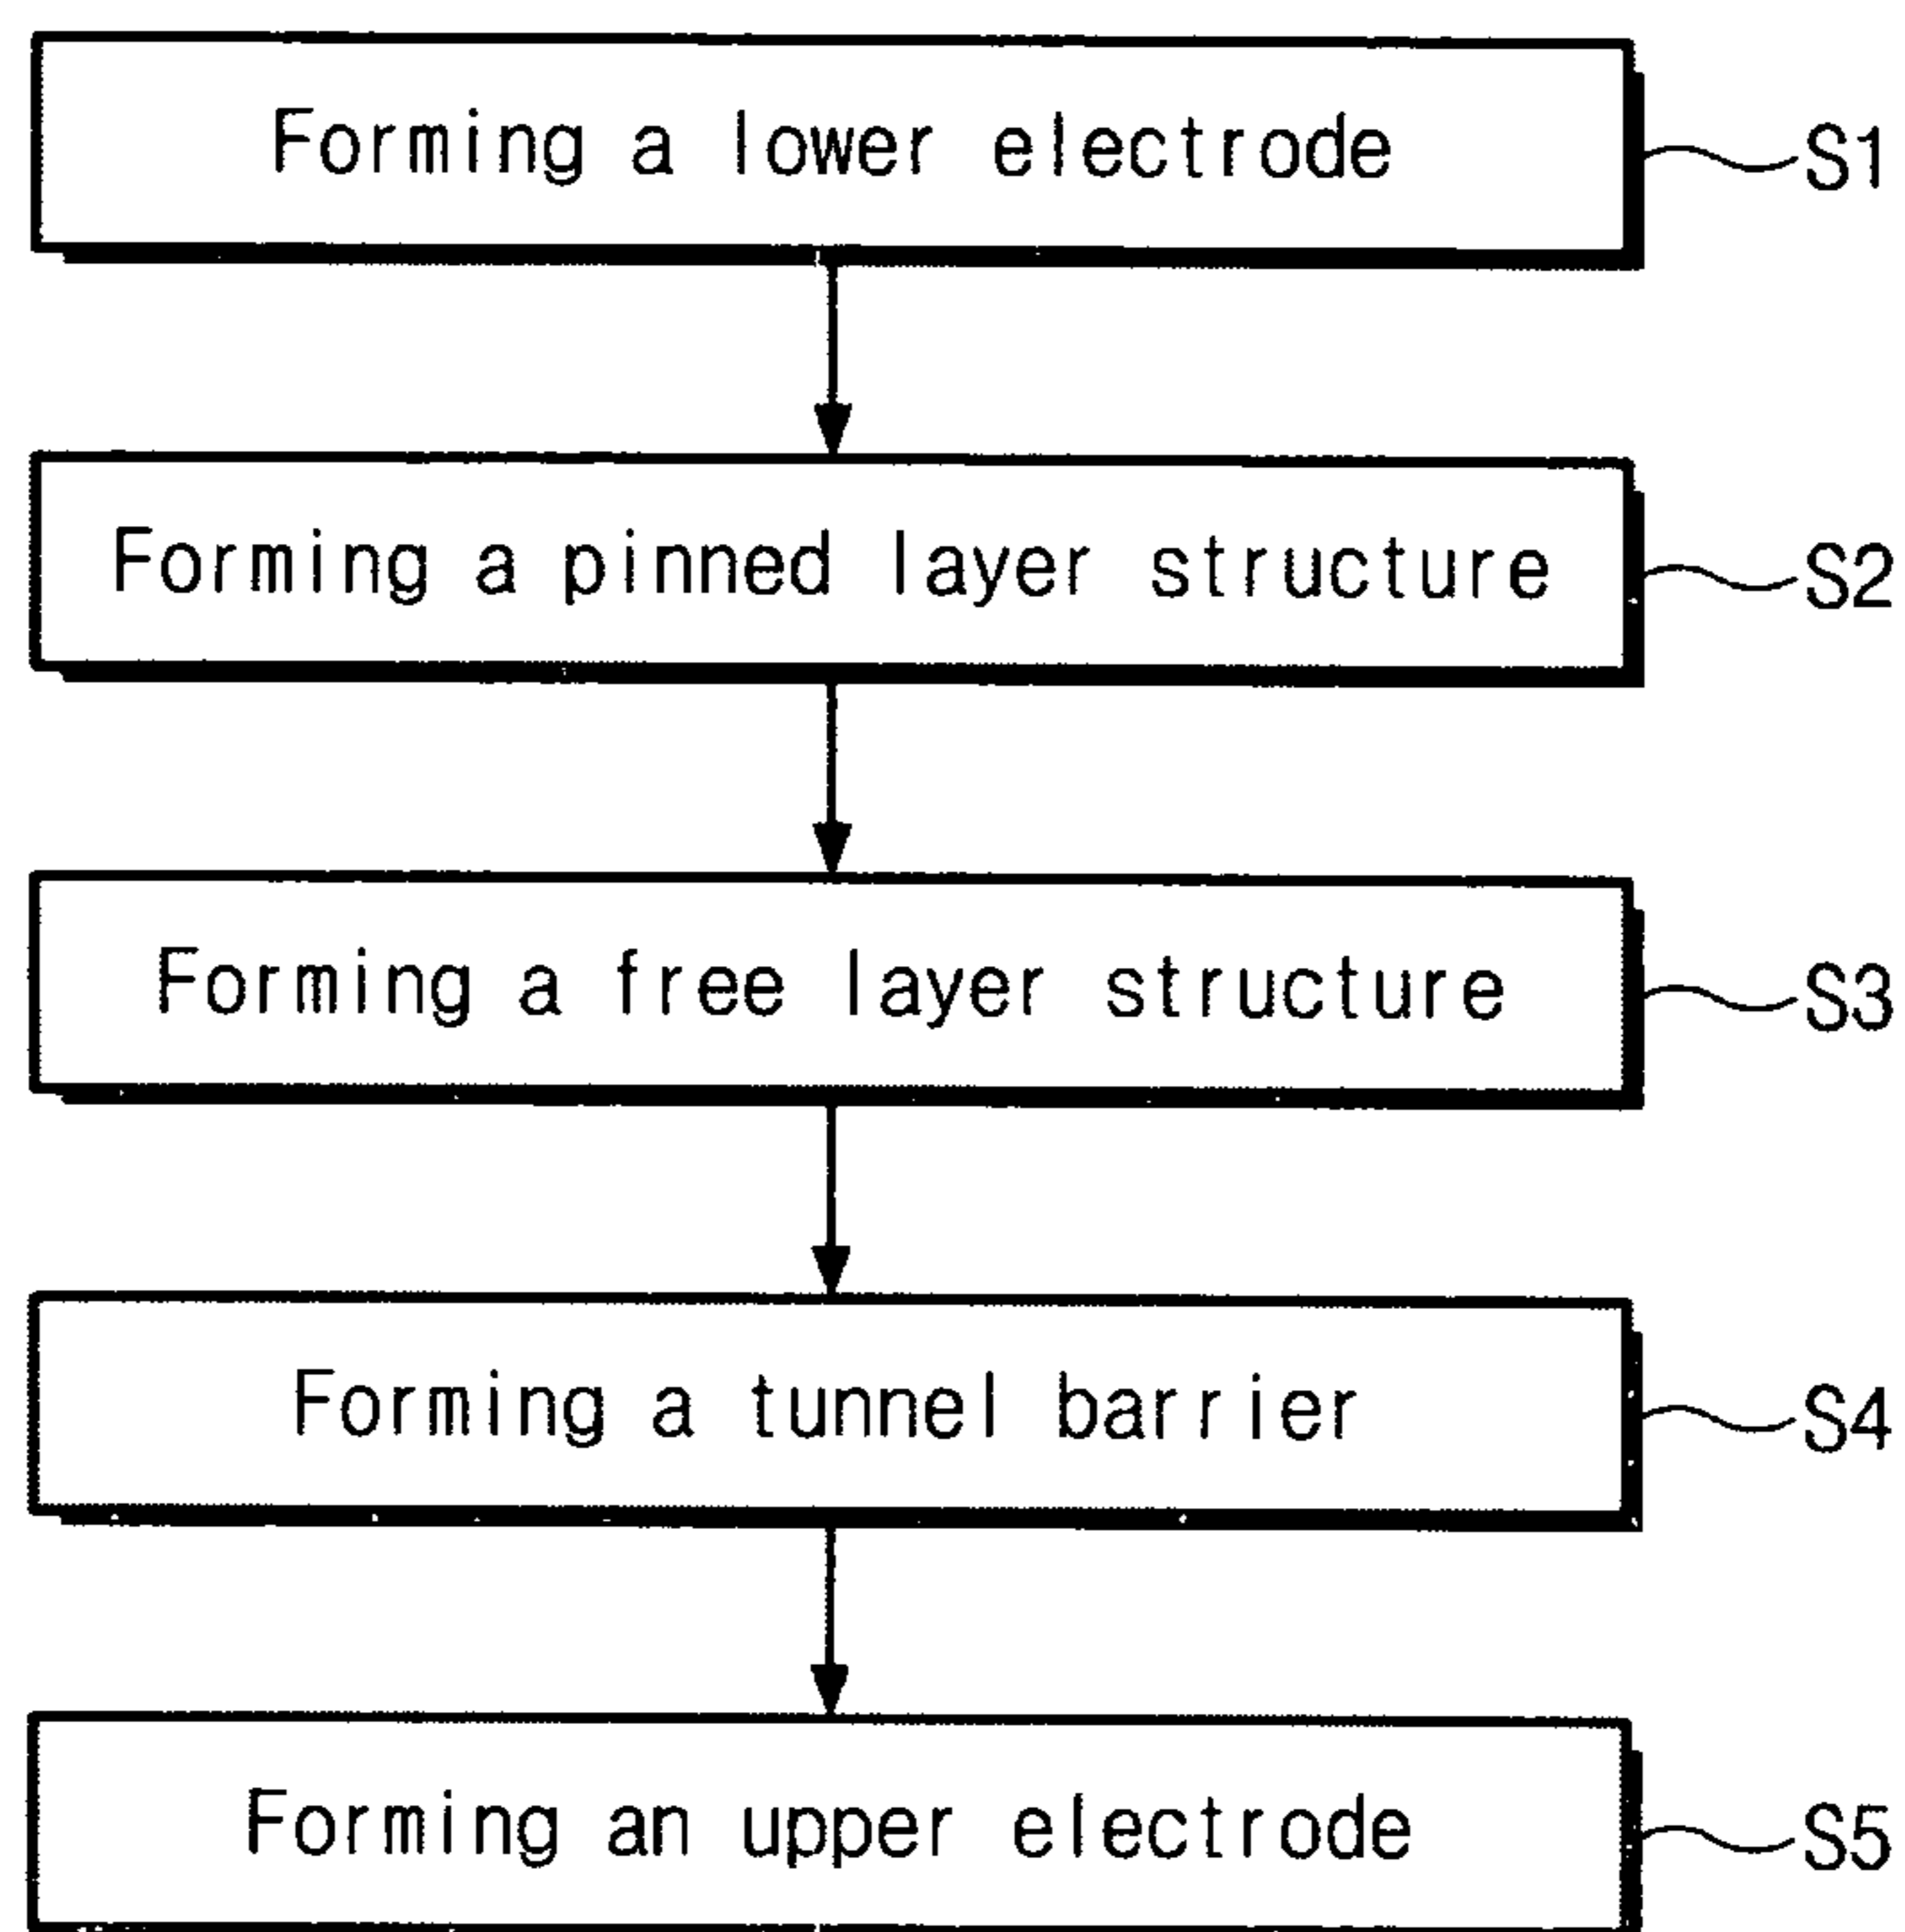 Forming a lower electrode S1
Forming a pinned layer structure S2
Forming a free layer structure S3
Forming a tunnel barrier S4
Forming an upper electrode S5